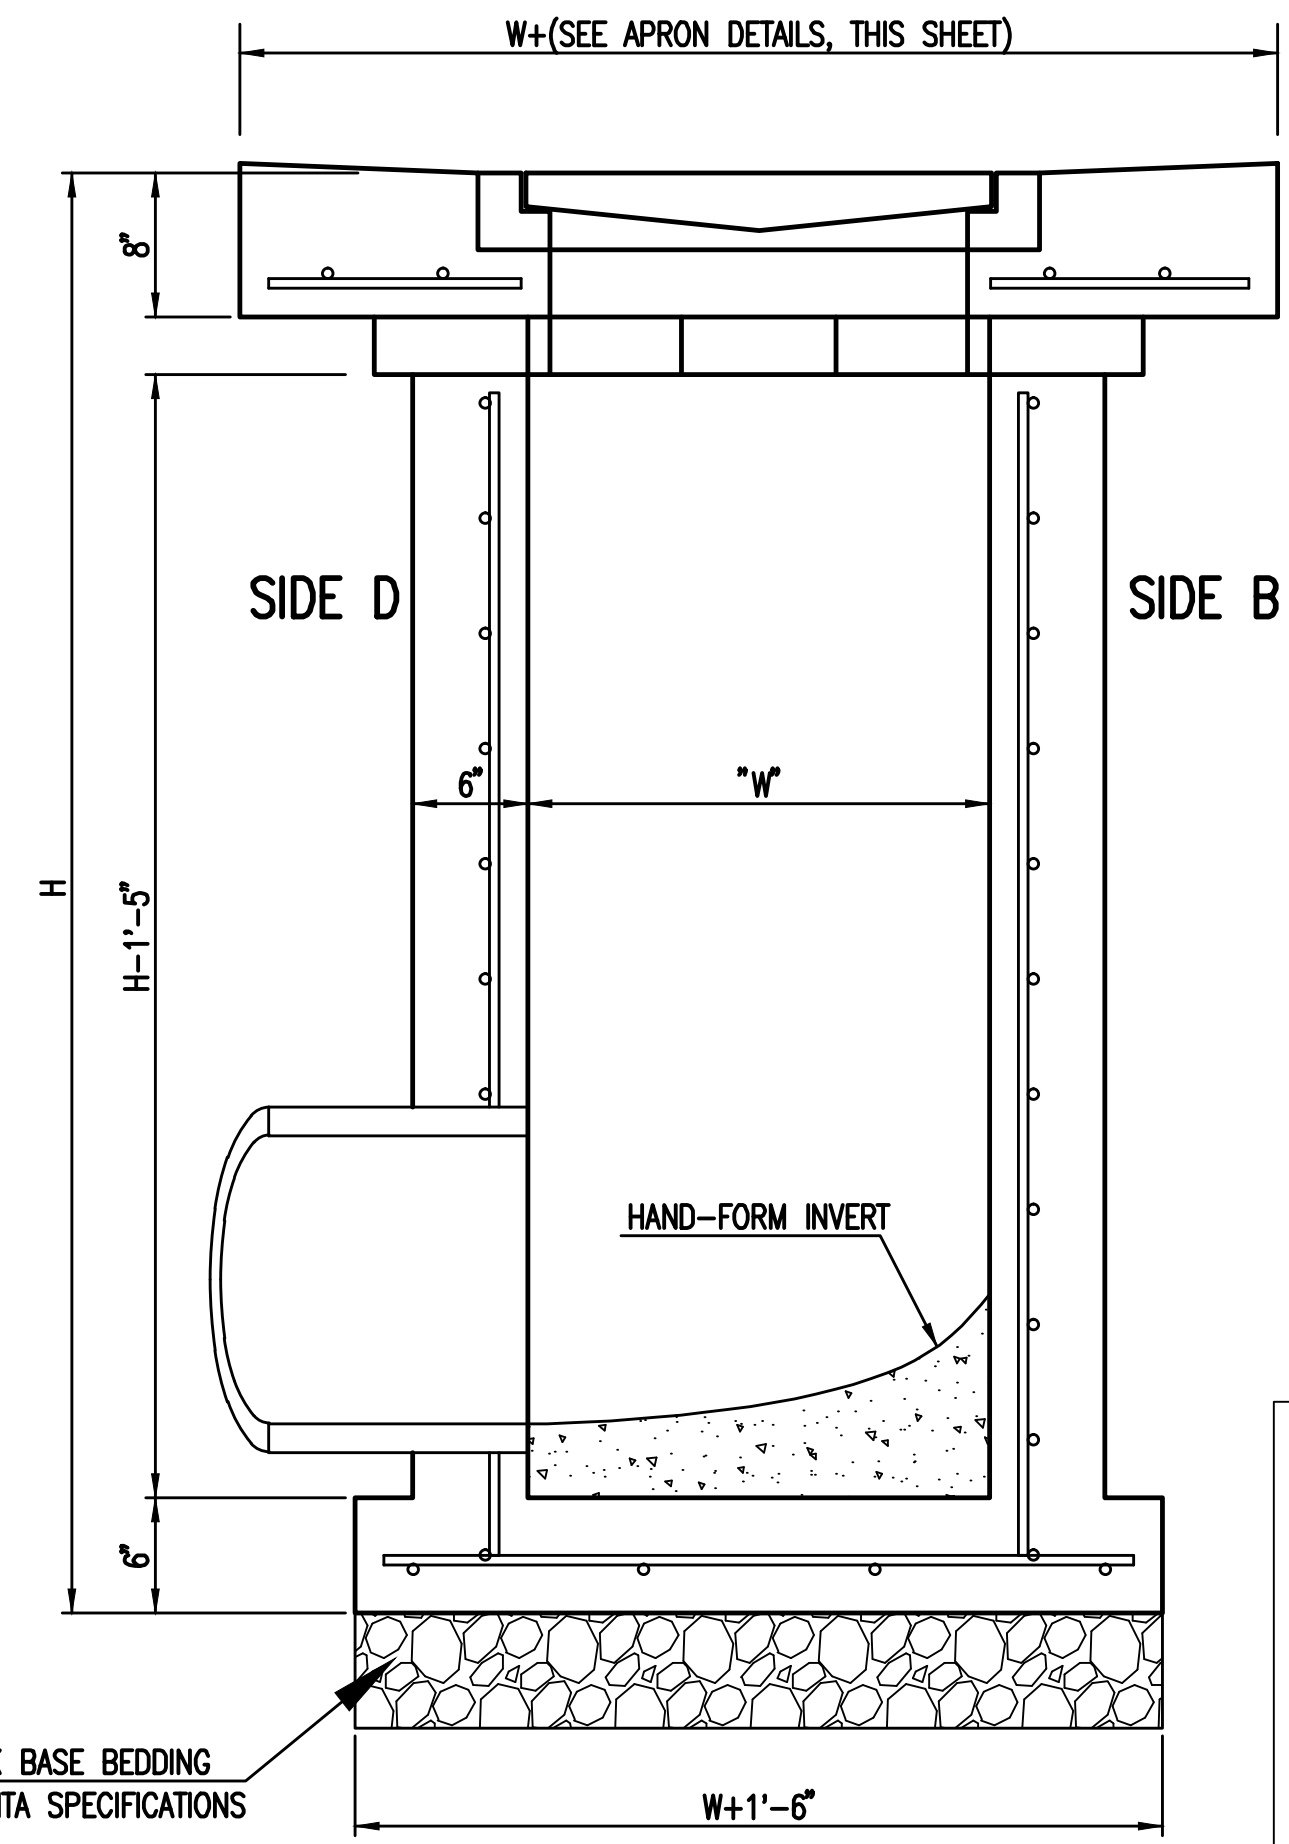 W+(SEE APRON DETAILS, THIS SHEET)
8"
SIDE D
SIDE B
6"
"W"
H
H-1'-5"
HAND-FORM INVERT
6"
BASE BEDDING
SPECIFICATIONS
W+1'-6"